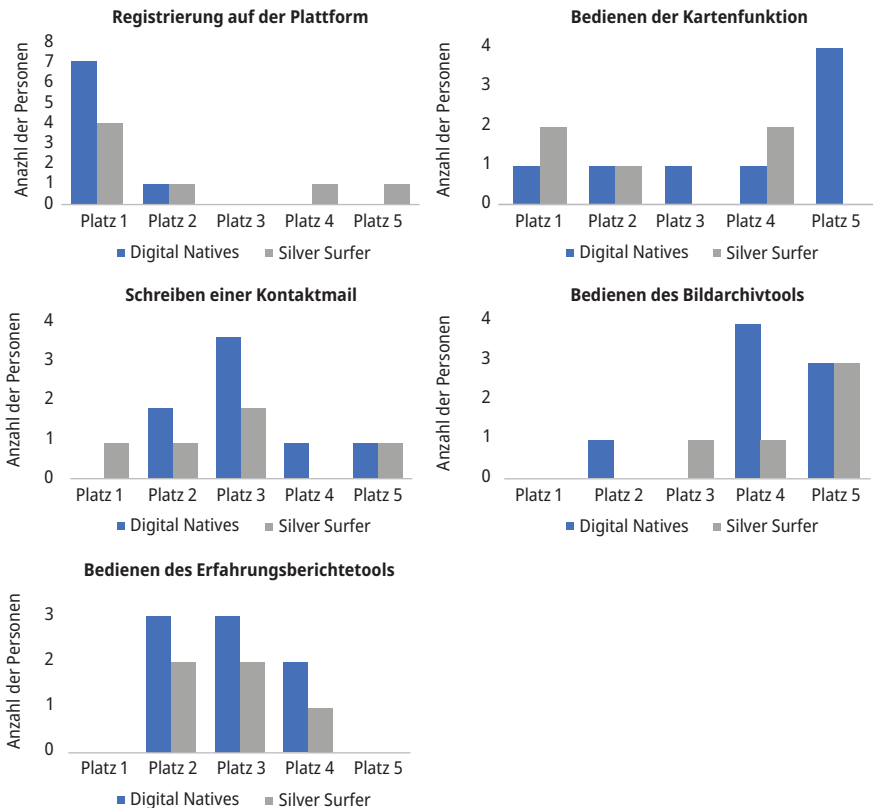 Registrierung auf der Plattform
Anazhl der Personen
8
7
6
5
4
3
2
1
0
Platz 1 Platz 2 Platz 3 Platz 4 Platz 5
Digital Natives Silver Surfer
Bedienen der Kartenfunktion
Anzahl der Personen
4
3
2
1
0
Platz 1 Platz 2 Platz 3 Platz 4 Platz 5
Digital Natives Silver Surfer
Schreiben einer Kontaktmail
Anzahl der Personen
4
3
2
1
0
Platz 1 Platz 2 Platz 3 Platz 4 Platz 5
Digital Natives Silver Surfer
Bedienen des Bildarchivtools
Anzahl der Personen
4
3
2
1
0
Platz 1 Platz 2 Platz 3 Platz 4 Platz 5
Digital Natives Silver Surfer
Bedienen des Erfahrungsberichtetools
Anzahl der Personen
3
2
1
0
Platz 1 Platz 2 Platz 3 Platz 4 Platz 5
Digital Natives Silver Surfer